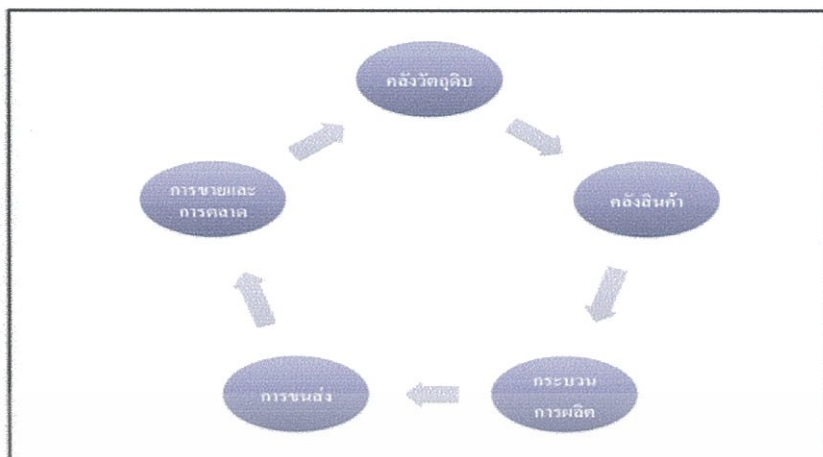 คลังวัตถุดิบ
คลังสินค้า
กระบวน
การผลิต
การขนส่ง
การขายและ
การตลาด